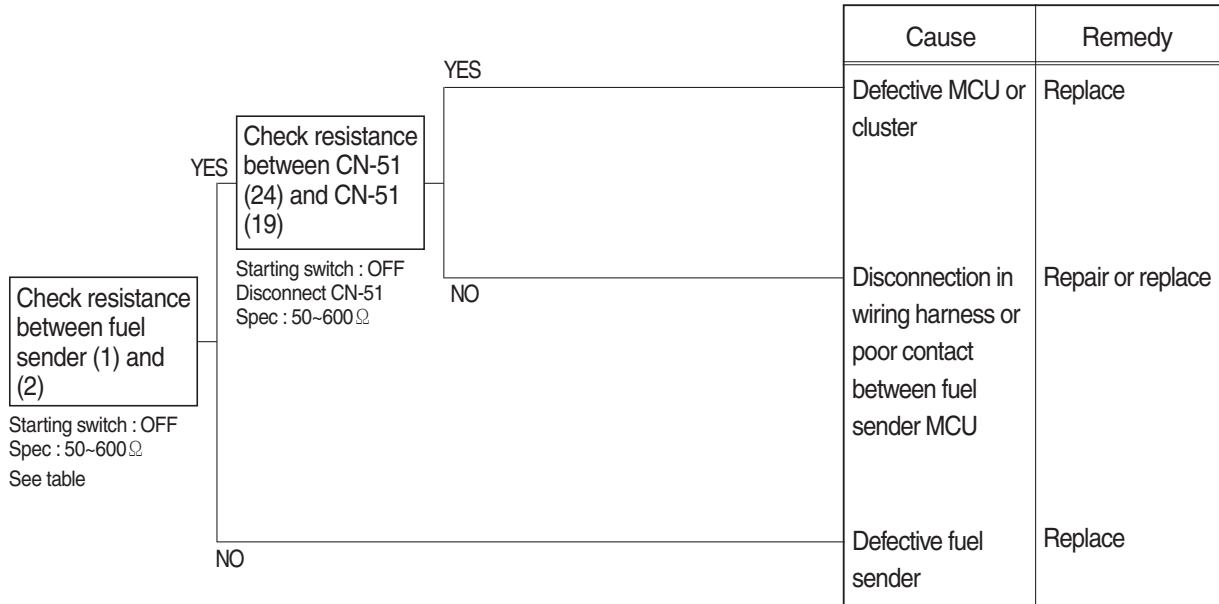 Check resistance
between fuel
sender (1) and
(2)
Starting switch : OFF
Spec : 50~600Ω
See table
YES
Check resistance
between CN-51
(24) and CN-51
(19)
Starting switch : OFF
Disconnect CN-51
Spec : 50~600Ω
YES
NO
NO
Cause
Remedy
Defective MCU or
cluster
Replace
Disconnection in
wiring harness or
poor contact
between fuel
sender MCU
Repair or replace
Defective fuel
sender
Replace